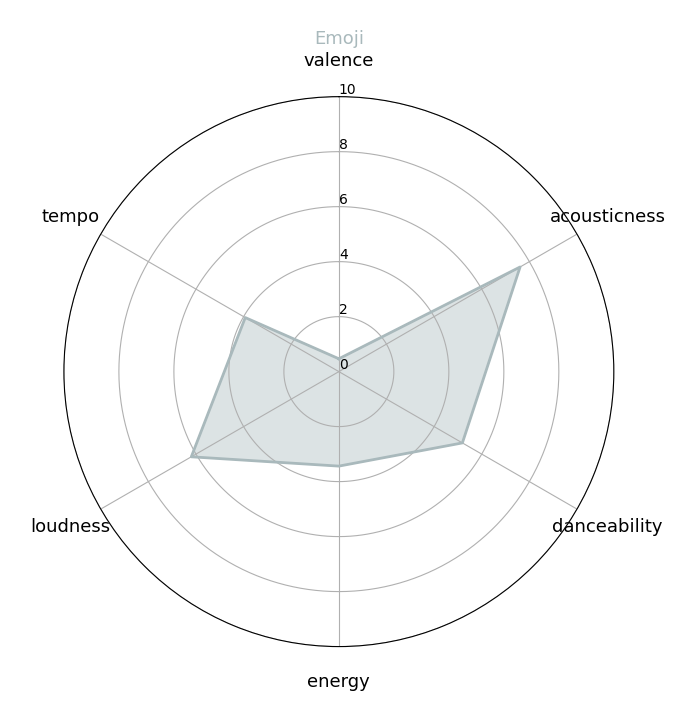 Emoji
valence
10
8
6
4
2
0
tempo
acousticness
loudness
danceability
energy